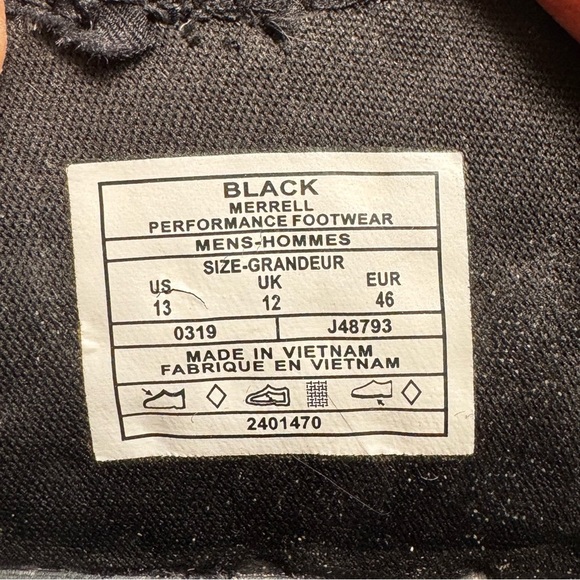 BLACK
MERRELL
PERFORMANCE FOOTWEAR
MENS-HOMMES
SIZE-GRANDEUR
US UK EUR
13 12 46
0319 J48793
MADE IN VIETNAM
FABRIQUE EN VIETNAM
2401470